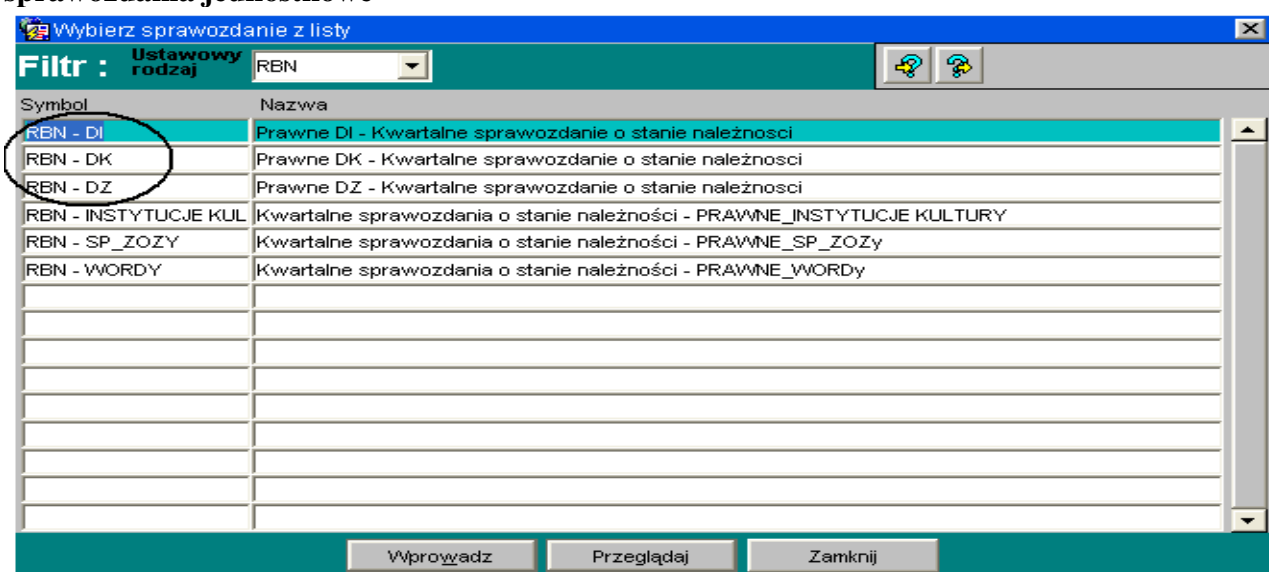 sprawozdania jednostkowe
Wybierz sprawozdanie z listy
Filtr : Ustawowy rodzaj RBN
Symbol Nazwa
RBN - DI Prawne DI - Kwartalne sprawozdanie o stanie należnosci
RBN - DK Prawne DK - Kwartalne sprawozdanie o stanie należnosci
RBN - DZ Prawne DZ - Kwartalne sprawozdanie o stanie należnosci
RBN - INSTYTUCJE KUL Kwartalne sprawozdania o stanie należności - PRAWNE_INSTYTUCJE KULTURY
RBN - SP_ZOZY Kwartalne sprawozdania o stanie należności - PRAWNE_SP_ZOZy
RBN - WORDY Kwartalne sprawozdania o stanie należności - PRAWNE_WORDy
Wprowadz Przeglądaj Zamknij